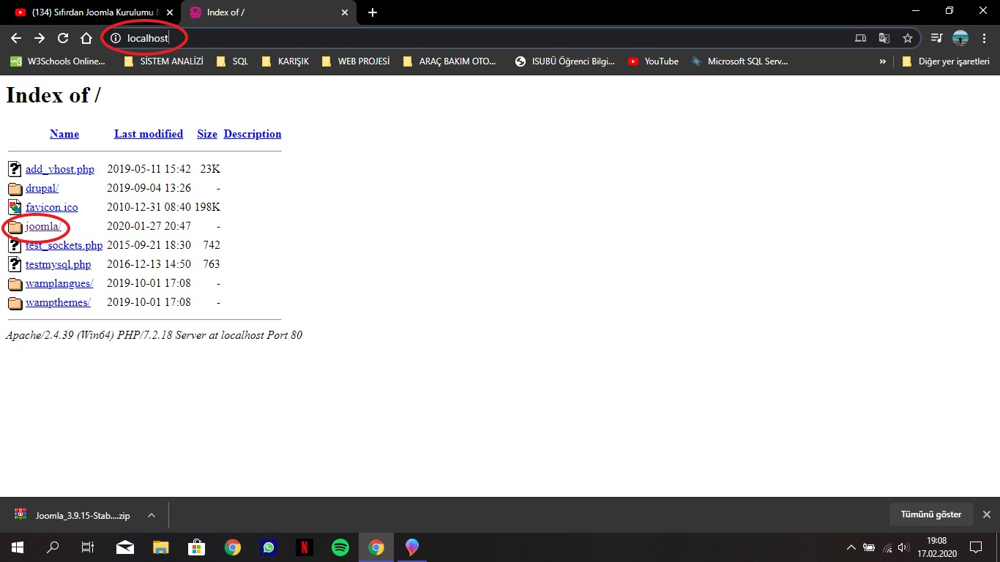 (134) Sıfırdan Joomla Kurulumu
Index of /
localhost
W3Schools Online...
SİSTEM ANALİZİ
SQL
KARIŞIK
WEB PROJESİ
ARAÇ BAKIM OTO...
ISUBÜ Öğrenci Bilgi...
YouTube
Microsoft SQL Serv...
»
Diğer yer işaretleri
Index of /
Name Last modified Size Description
add_vhost.php 2019-05-11 15:42 23K
drupal/ 2019-09-04 13:26 -
favicon.ico 2010-12-31 08:40 198K
joomla/ 2020-01-27 20:47 -
test_sockets.php 2015-09-21 18:30 742
testmysql.php 2016-12-13 14:50 763
wamplangues/ 2019-10-01 17:08 -
wampthemes/ 2019-10-01 17:08 -
Apache/2.4.39 (Win64) PHP/7.2.18 Server at localhost Port 80
Joomla_3.9.15-Stab....zip
Tümünü göster
19:08
17.02.2020